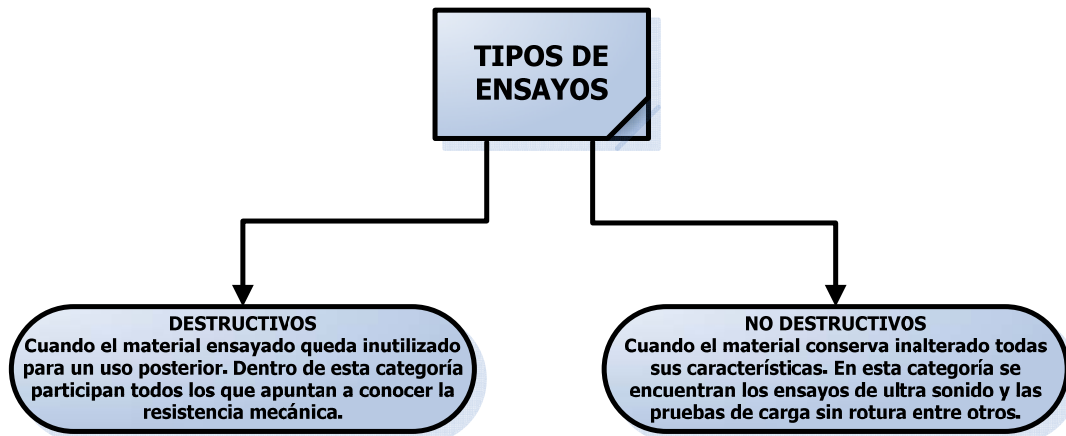 TIPOS DE
ENSAYOS
DESTRUCTIVOS
Cuando el material ensayado queda inutilizado
para un uso posterior. Dentro de esta categoría
participan todos los que apuntan a conocer la
resistencia mecánica.
NO DESTRUCTIVOS
Cuando el material conserva inalterado todas
sus características. En esta categoría se
encuentran los ensayos de ultra sonido y las
pruebas de carga sin rotura entre otros.